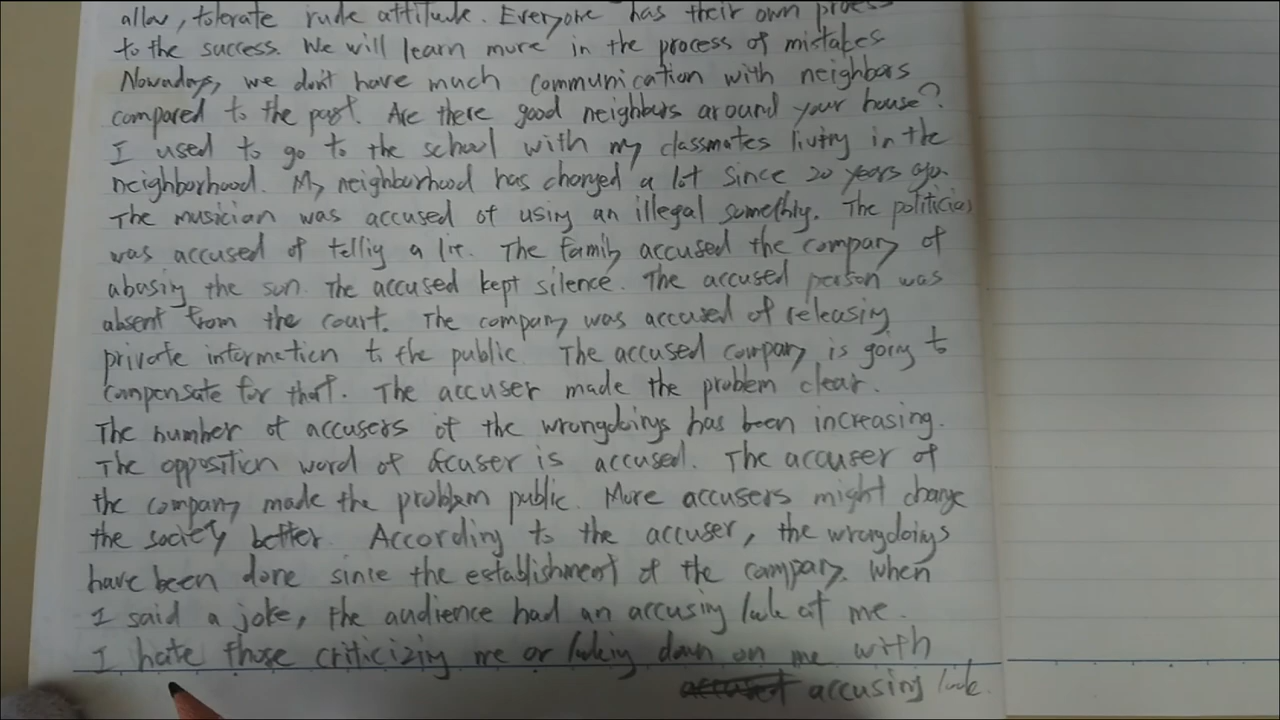 allow, tolerate rude attitude. Everyone has their own process
to the success. We will learn more in the process of mistakes
Nowadays, we don't have much communication with neighbors
compared to the past. Are there good neighbors around your house?
I used to go to the school with my classmates living in the
neighborhood. My neighborhood has changed a lot since 20 years ago.
The musician was accused of using an illegal something. The politician
was accused of telling a lie. The family accused the company of
abusing the son. The accused kept silence. The accused person was
absent from the court. The company was accused of releasing
private information to the public. The accused company is going to
compensate for that. The accuser made the problem clear.
The number of accusers of the wrongdoings has been increasing.
The opposition word of accuser is accused. The accuser of
the company made the problem public. More accusers might change
the society better. According to the accuser, the wrongdoings
have been done since the establishment of the company. When
I said a joke, the audience had an accusing look at me.
I hate those criticizing me or looking down on me with
accusing look.